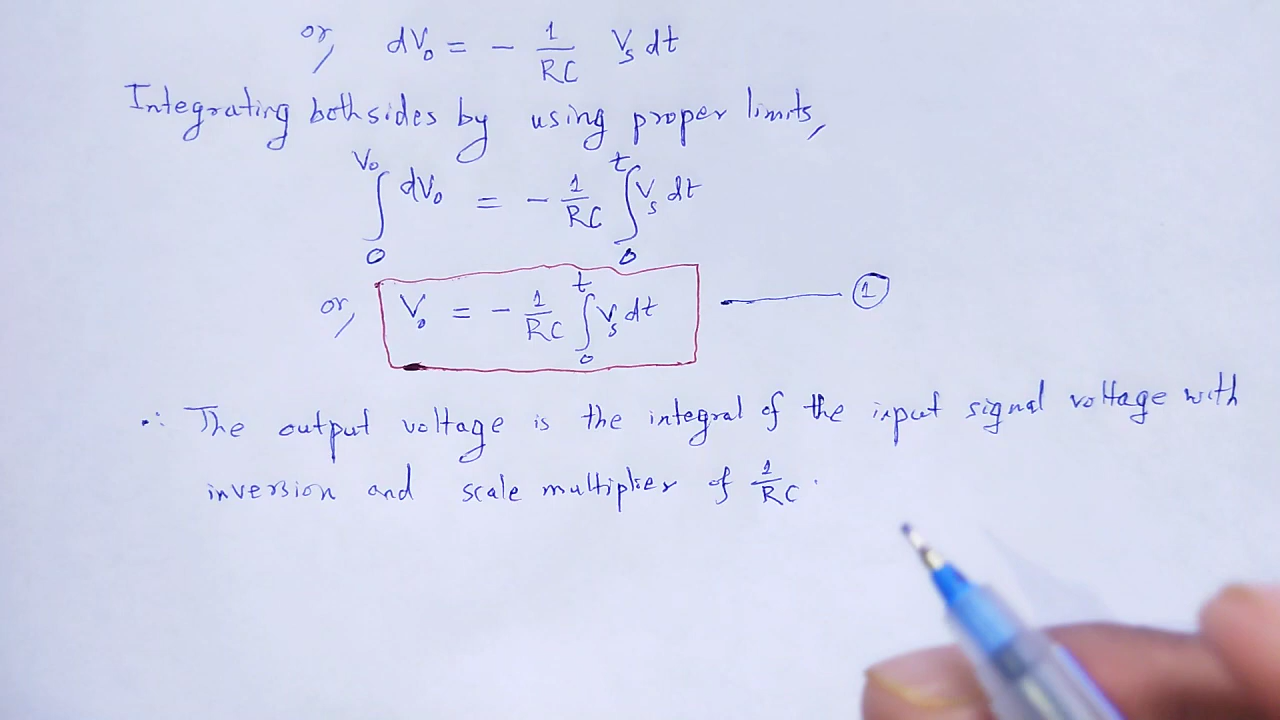 or, dV₀ = - 1/RC Vₛ dt
Integrating both sides by using proper limits,
∫₀^V₀ dV₀ = - 1/RC ∫₀^t Vₛ dt
or, V₀ = - 1/RC ∫₀^t Vₛ dt ——— ①
∴ The output voltage is the integral of the input signal voltage with
inversion and scale multiplier of 1/RC.